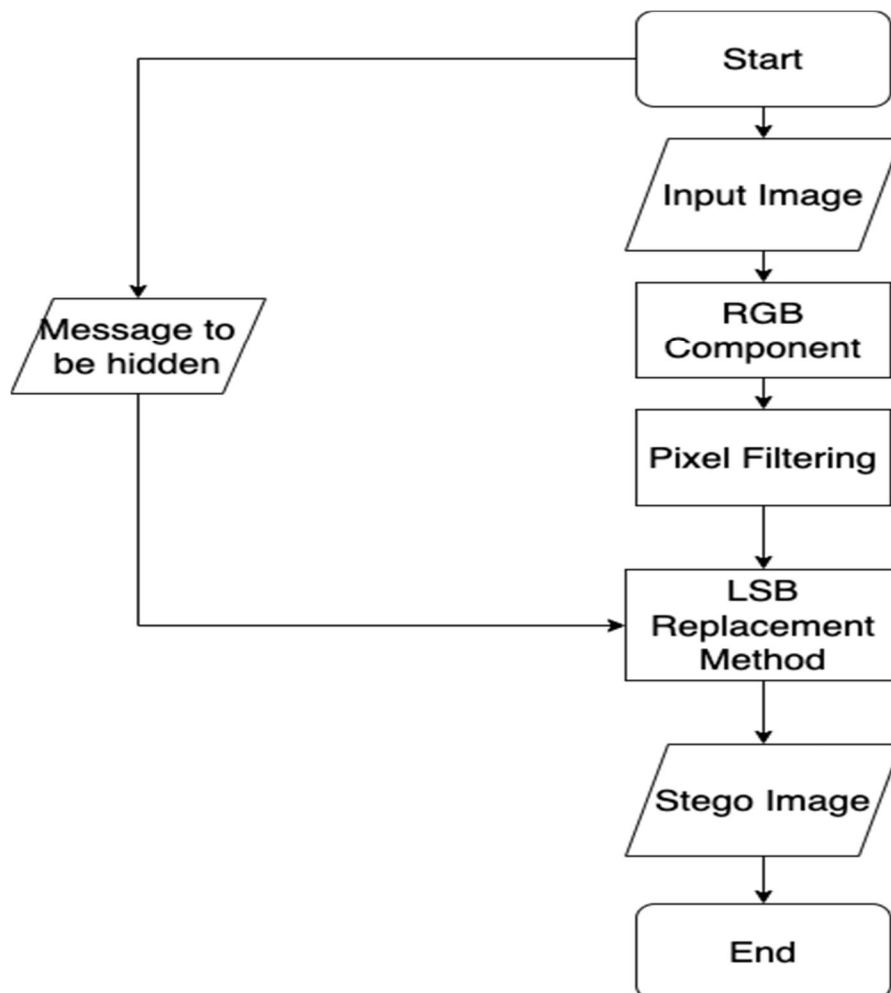 Start
Input Image
RGB
Component
Message to
be hidden
Pixel Filtering
LSB
Replacement
Method
Stego Image
End